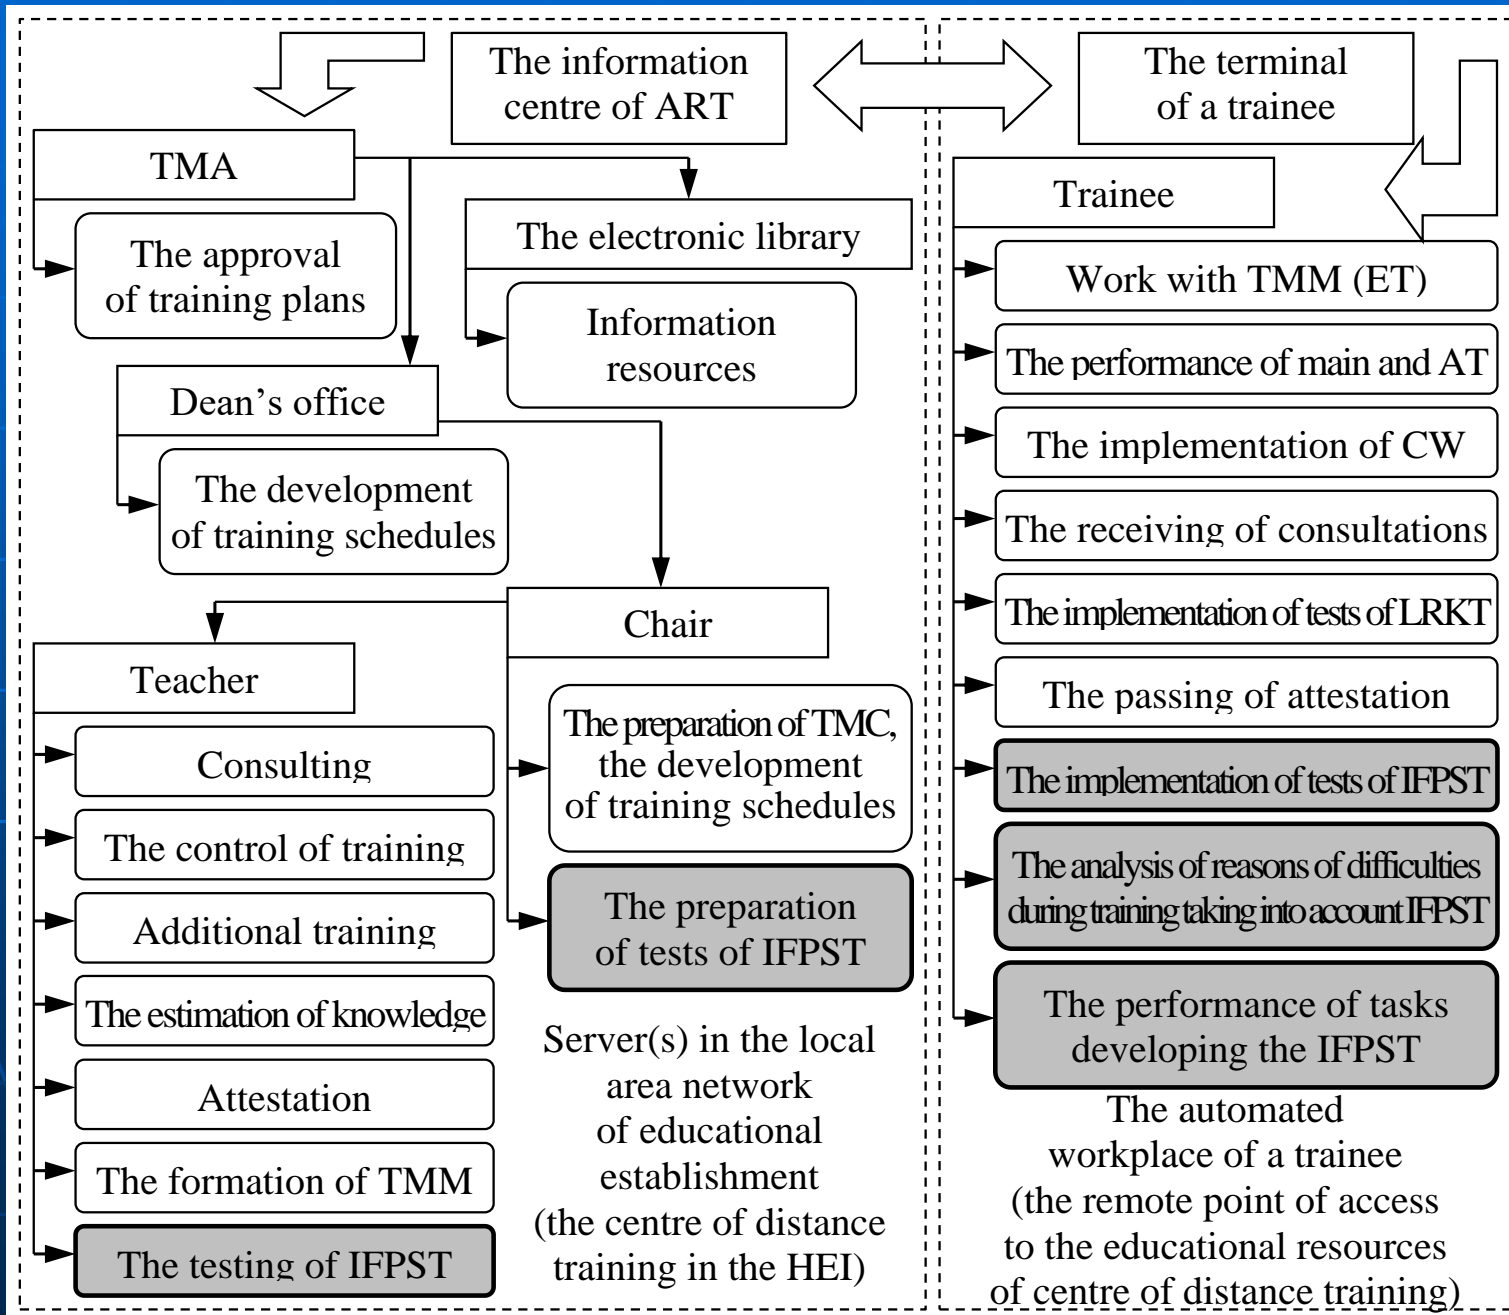 The information
centre of ART
TMA
The approval
of training plans
The electronic library
Information
resources
Dean’s office
The development
of training schedules
Chair
Teacher
Consulting
The control of training
Additional training
The estimation of knowledge
Attestation
The formation of TMM
The testing of IFPST
The preparation of TMC,
the development
of training schedules
The preparation
of tests of IFPST
Server(s) in the local
area network
of educational
establishment
(the centre of distance
training in the HEI)
The terminal
of a trainee
Trainee
Work with TMM (ET)
The performance of main and AT
The implementation of CW
The receiving of consultations
The implementation of tests of LRKT
The passing of attestation
The implementation of tests of IFPST
The analysis of reasons of difficulties
during training taking into account IFPST
The performance of tasks
developing the IFPST
The automated
workplace of a trainee
(the remote point of access
to the educational resources
of centre of distance training)